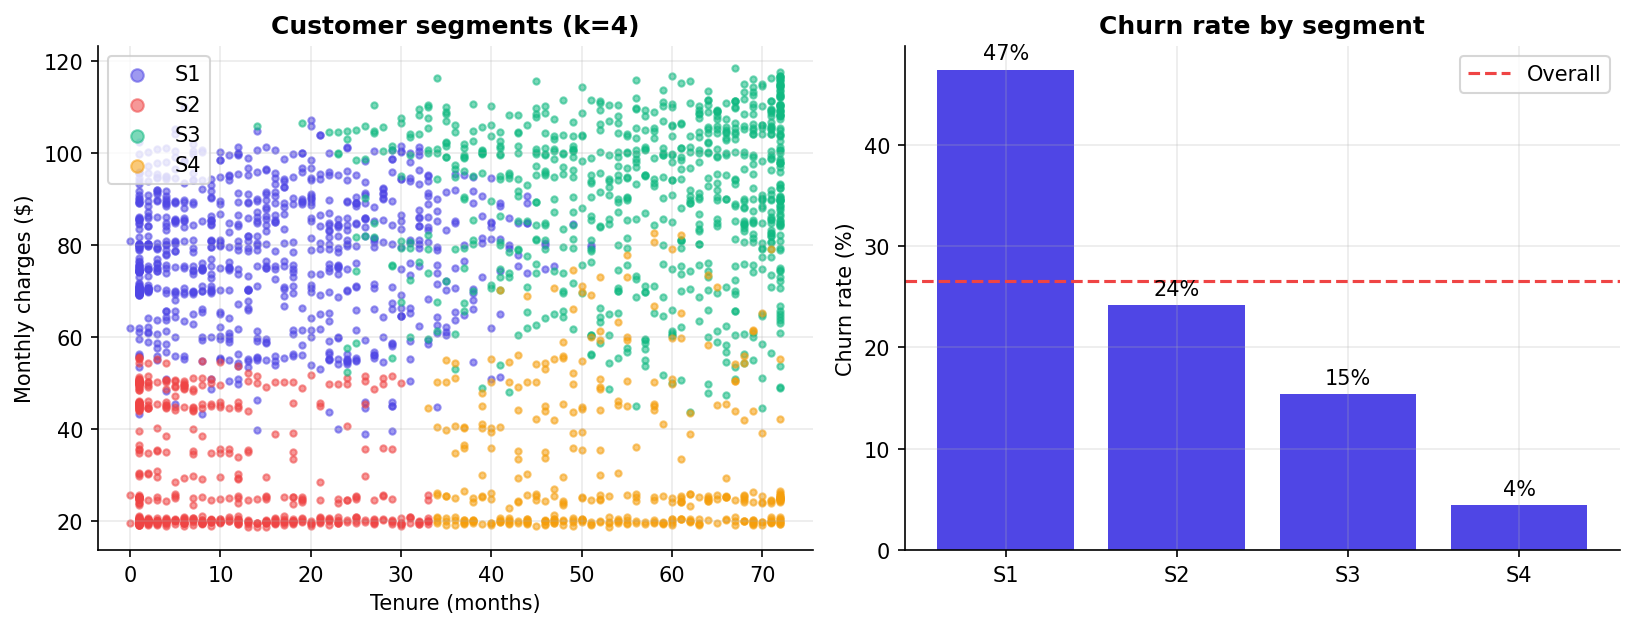 Customer segments (k=4)
Monthly charges ($)
120
100
80
60
40
20
S1
S2
S3
S4
0 10 20 30 40 50 60 70
Tenure (months)
Churn rate by segment
Churn rate (%)
40
30
20
10
0
Overall
47%
24%
15%
4%
S1 S2 S3 S4